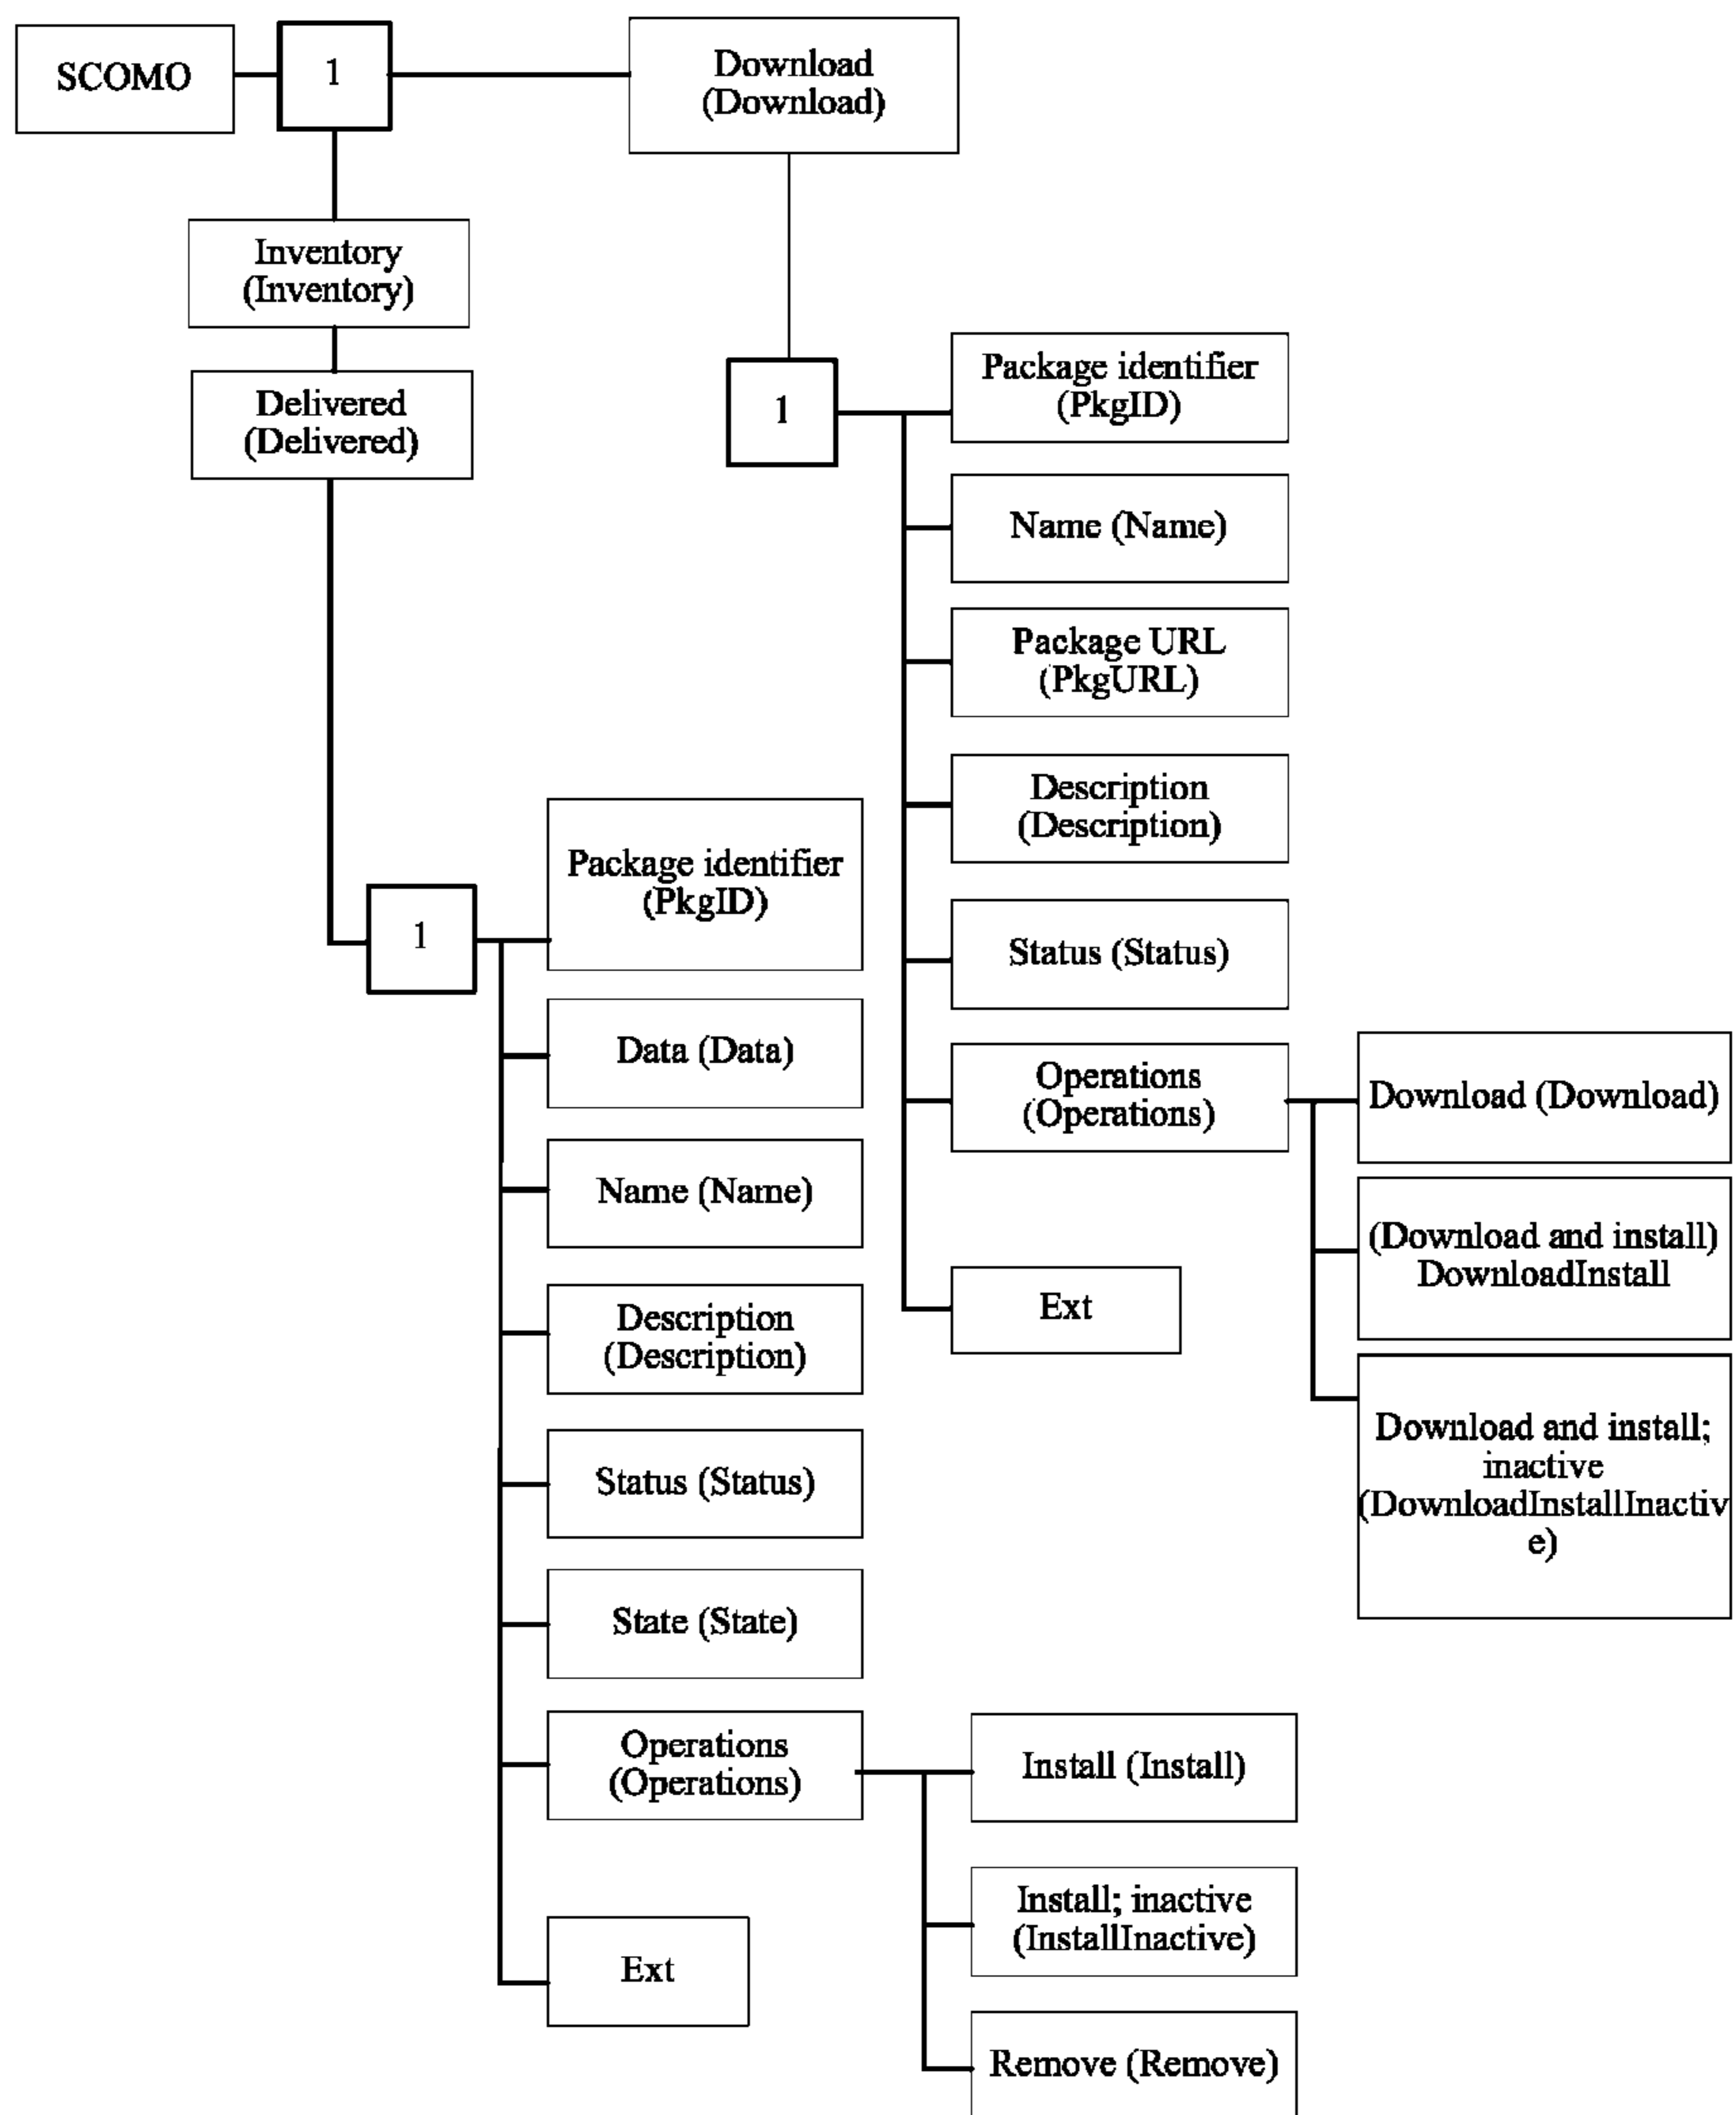 SCOMO
1
Download
(Download)
Inventory
(Inventory)
Delivered
(Delivered)
1
Package identifier
(PkgID)
Name (Name)
Package URL
(PkgURL)
Description
(Description)
Status (Status)
Operations
(Operations)
Ext
Download (Download)
(Download and install)
DownloadInstall
Download and install;
inactive
(DownloadInstallInactiv
e)
1
Package identifier
(PkgID)
Data (Data)
Name (Name)
Description
(Description)
Status (Status)
State (State)
Operations
(Operations)
Ext
Install (Install)
Install; inactive
(InstallInactive)
Remove (Remove)